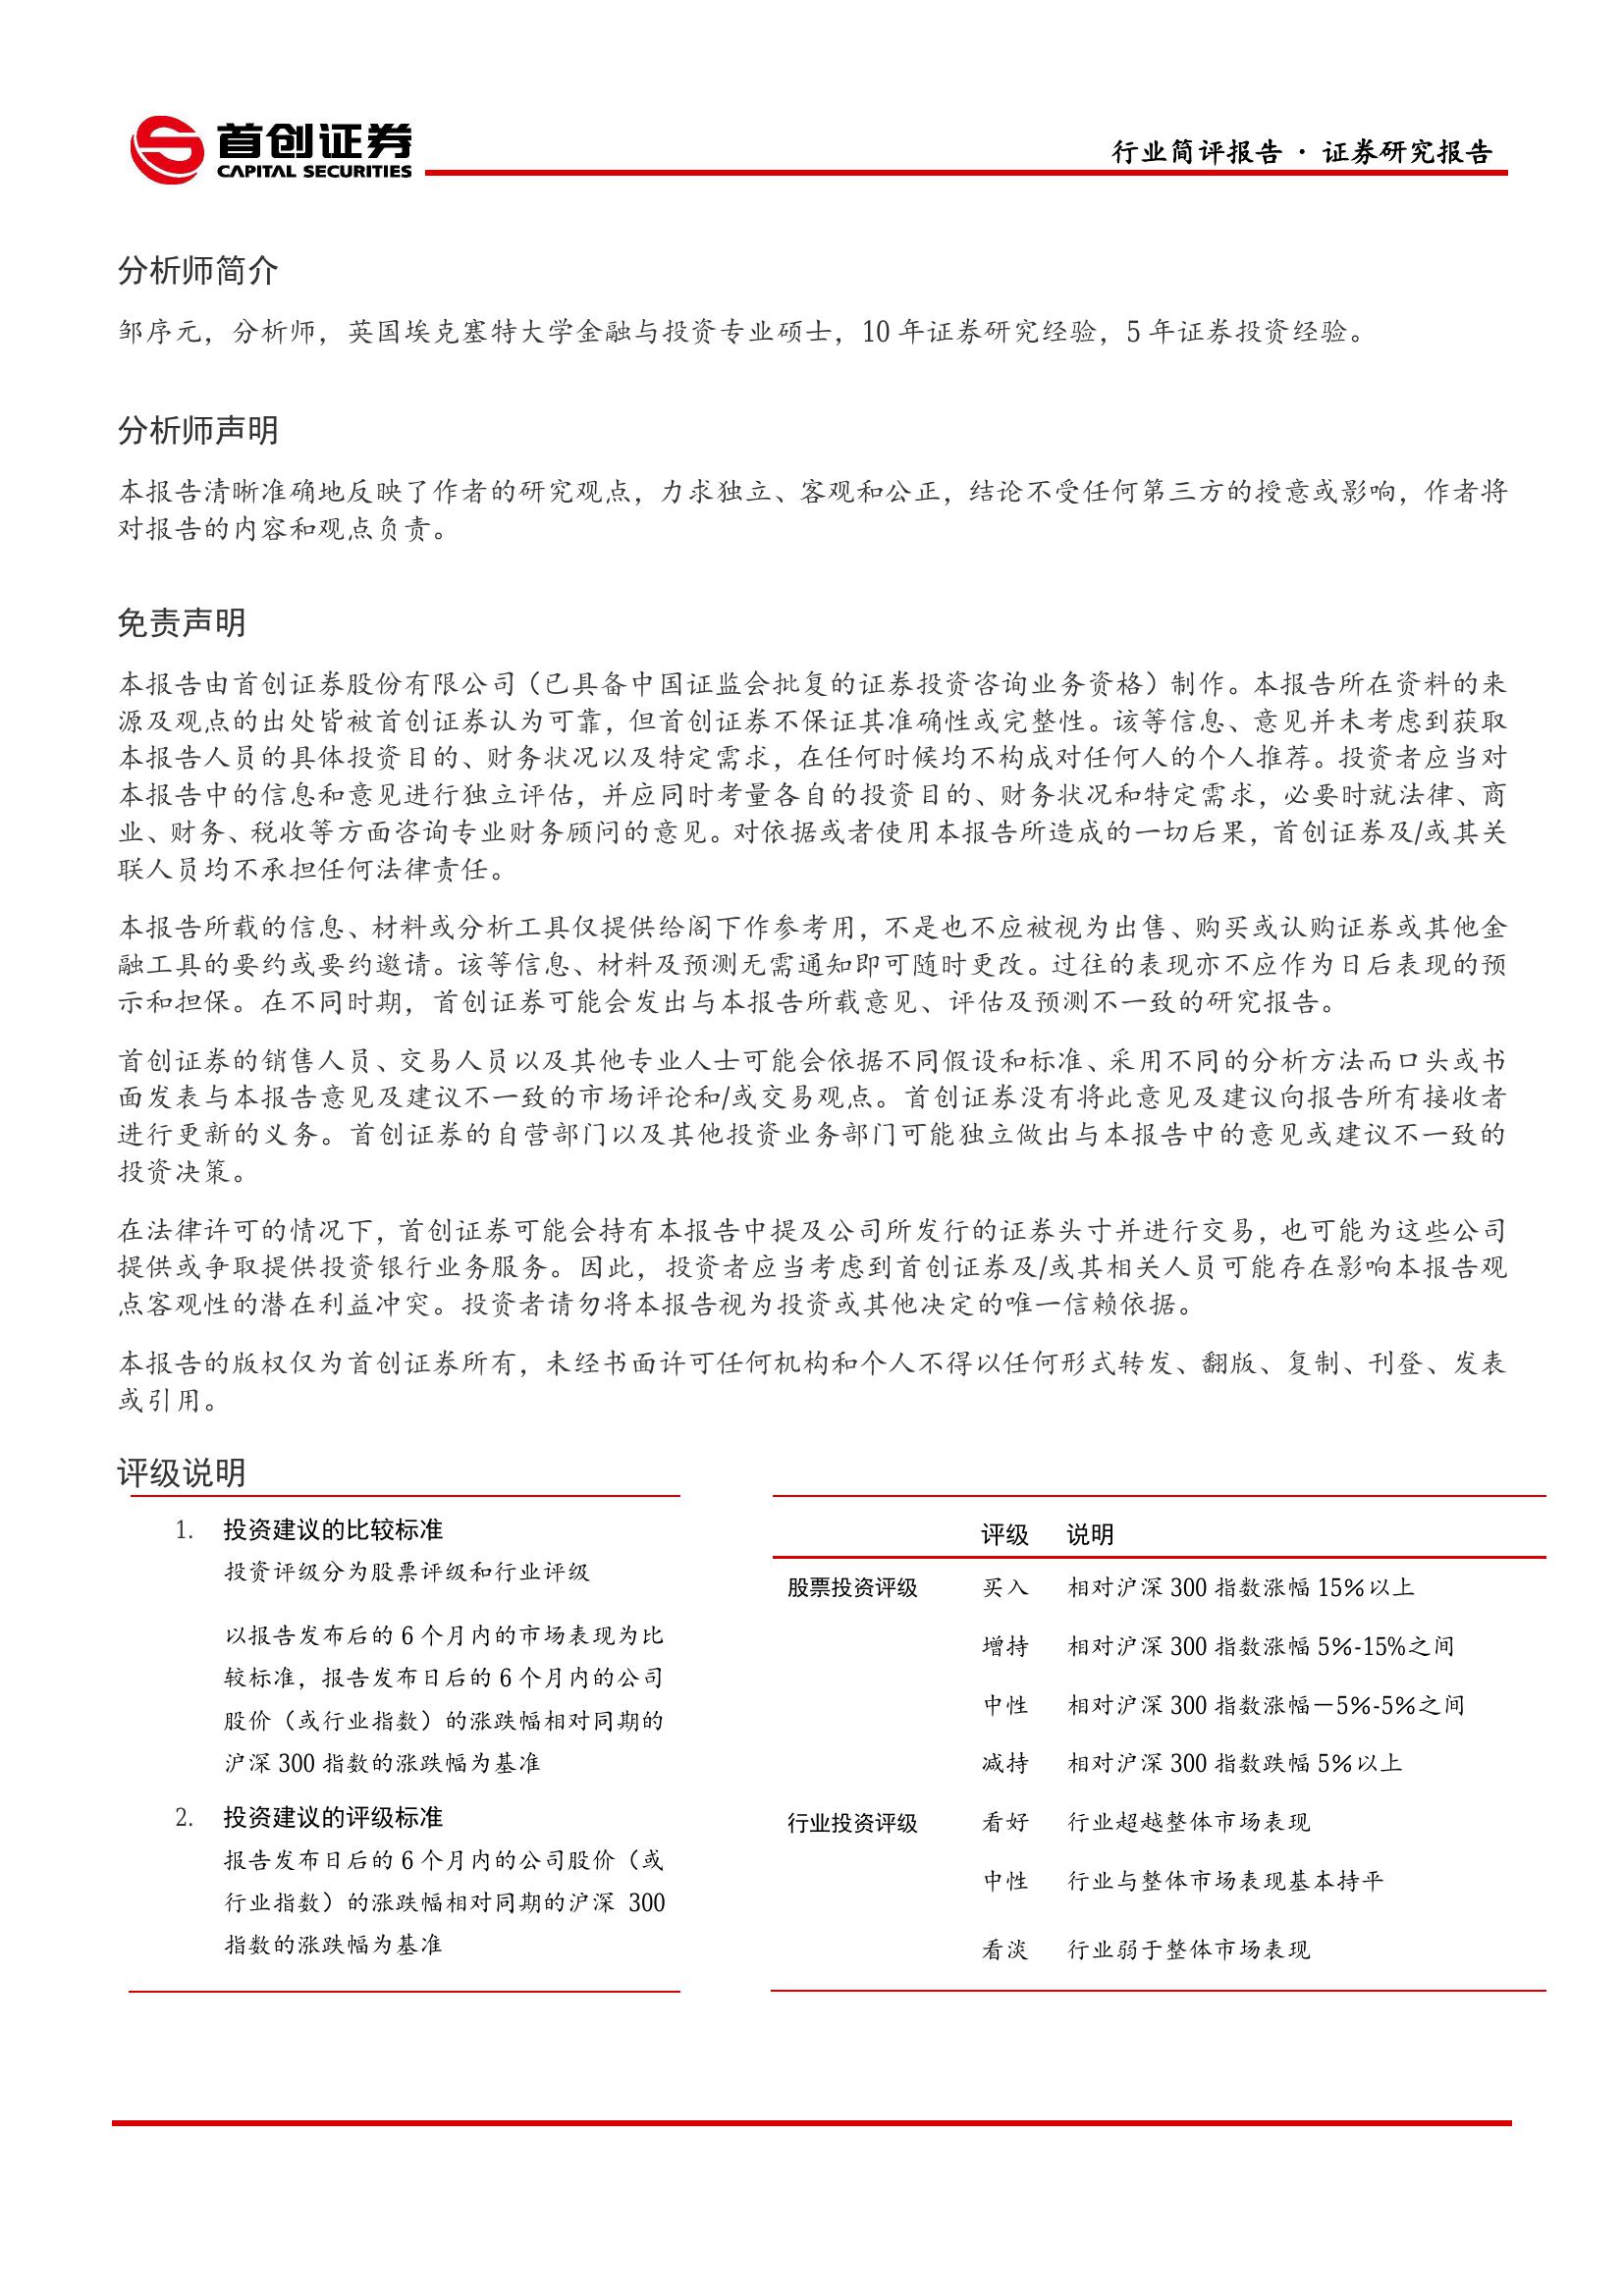 首创证券
CAPITAL SECURITIES
行业简评报告 · 证券研究报告
分析师简介
邹序元，分析师，英国埃克塞特大学金融与投资专业硕士，10 年证券研究经验，5 年证券投资经验。
分析师声明
本报告清晰准确地反映了作者的研究观点，力求独立、客观和公正，结论不受任何第三方的授意或影响，作者将
对报告的内容和观点负责。
免责声明
本报告由首创证券股份有限公司（已具备中国证监会批复的证券投资咨询业务资格）制作。本报告所在资料的来
源及观点的出处皆被首创证券认为可靠，但首创证券不保证其准确性或完整性。该等信息、意见并未考虑到获取
本报告人员的具体投资目的、财务状况以及特定需求，在任何时候均不构成对任何人的个人推荐。投资者应当对
本报告中的信息和意见进行独立评估，并应同时考量各自的投资目的、财务状况和特定需求，必要时就法律、商
业、财务、税收等方面咨询专业财务顾问的意见。对依据或者使用本报告所造成的一切后果，首创证券及/或其关
联人员均不承担任何法律责任。
本报告所载的信息、材料或分析工具仅提供给阁下作参考用，不是也不应被视为出售、购买或认购证券或其他金
融工具的要约或要约邀请。该等信息、材料及预测无需通知即可随时更改。过往的表现亦不应作为日后表现的预
示和担保。在不同时期，首创证券可能会发出与本报告所载意见、评估及预测不一致的研究报告。
首创证券的销售人员、交易人员以及其他专业人士可能会依据不同假设和标准、采用不同的分析方法而口头或书
面发表与本报告意见及建议不一致的市场评论和/或交易观点。首创证券没有将此意见及建议向报告所有接收者
进行更新的义务。首创证券的自营部门以及其他投资业务部门可能独立做出与本报告中的意见或建议不一致的
投资决策。
在法律许可的情况下，首创证券可能会持有本报告中提及公司所发行的证券头寸并进行交易，也可能为这些公司
提供或争取提供投资银行业务服务。因此，投资者应当考虑到首创证券及/或其相关人员可能存在影响本报告观
点客观性的潜在利益冲突。投资者请勿将本报告视为投资或其他决定的唯一信赖依据。
本报告的版权仅为首创证券所有，未经书面许可任何机构和个人不得以任何形式转发、翻版、复制、刊登、发表
或引用。
评级说明
1. 投资建议的比较标准
投资评级分为股票评级和行业评级
以报告发布后的 6 个月内的市场表现为比
较标准，报告发布日后的 6 个月内的公司
股价（或行业指数）的涨跌幅相对同期的
沪深 300 指数的涨跌幅为基准
2. 投资建议的评级标准
报告发布日后的 6 个月内的公司股价（或
行业指数）的涨跌幅相对同期的沪深 300
指数的涨跌幅为基准
评级 说明
股票投资评级 买入 相对沪深 300 指数涨幅 15％以上
增持 相对沪深 300 指数涨幅 5％-15%之间
中性 相对沪深 300 指数涨幅－5％-5％之间
减持 相对沪深 300 指数跌幅 5％以上
行业投资评级 看好 行业超越整体市场表现
中性 行业与整体市场表现基本持平
看淡 行业弱于整体市场表现